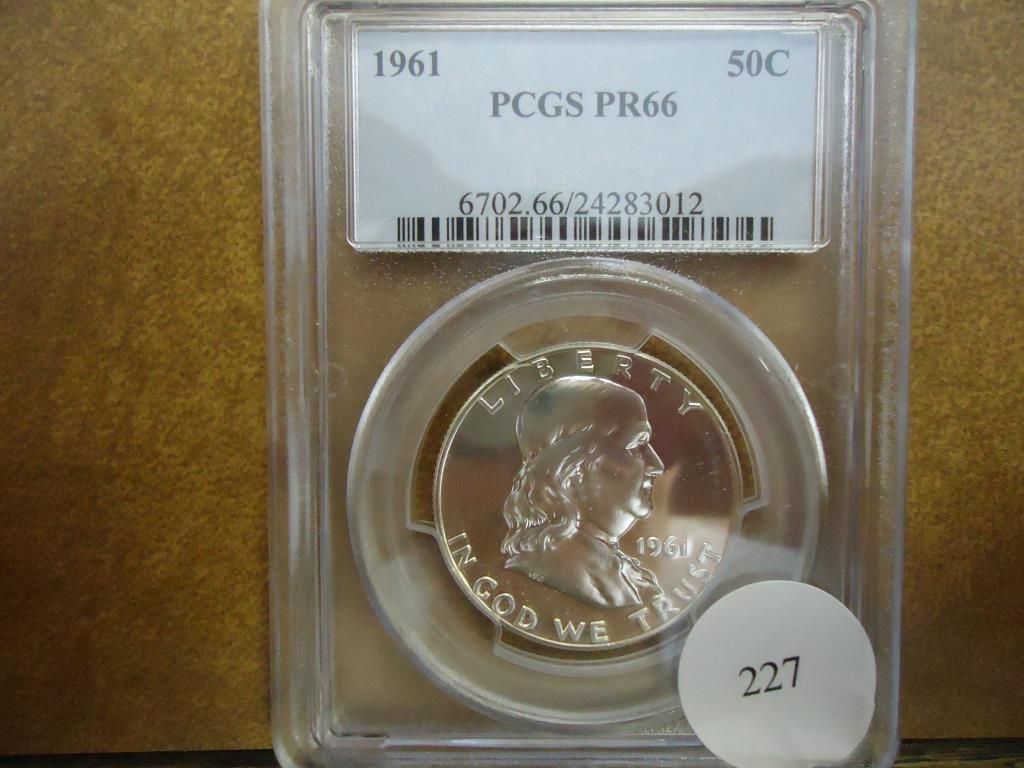 1961 50C
PCGS PR66
6702.66/24283012
LIBERTY
1961
IN GOD WE TRUST
227